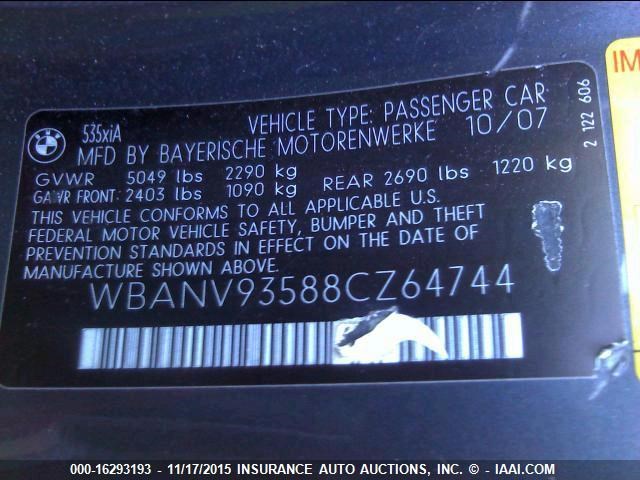 BMW
535xiA
VEHICLE TYPE: PASSENGER CAR
MFD BY BAYERISCHE MOTORENWERKE 10/07
GVWR 5049 lbs 2290 kg
GAWR FRONT: 2403 lbs 1090 kg REAR 2690 lbs 1220 kg
THIS VEHICLE CONFORMS TO ALL APPLICABLE U.S.
FEDERAL MOTOR VEHICLE SAFETY, BUMPER AND THEFT
PREVENTION STANDARDS IN EFFECT ON THE DATE OF
MANUFACTURE SHOWN ABOVE.
WBANV93588CZ64744
2 122 606
IM
000-16293193 - 11/17/2015 INSURANCE AUTO AUCTIONS, INC. - IAAI.COM